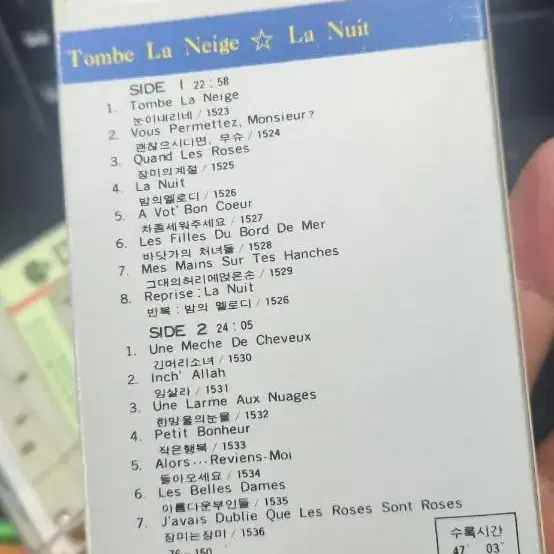 Tombe La Neige ☆ La Nuit
SIDE 1 22:58
1. Tombe La Neige
눈이내리네 / 1523
2. Vous Permettez, Monsieur?
괜찮으시다면, 무슈 / 1524
3. Quand Les Roses
장미의계절 / 1525
4. La Nuit
밤의멜로디 / 1526
5. A Vot' Bon Coeur
차좀세워주세요 / 1527
6. Les Filles Du Bord De Mer
바닷가의 처녀들 / 1528
7. Mes Mains Sur Tes Hanches
그대의허리에얹은손 / 1529
8. Reprise : La Nuit
반복 : 밤의 멜로디 / 1526
SIDE 2 24:05
1. Une Meche De Cheveux
긴머리소녀 / 1530
2. Inch' Allah
잉샬라 / 1531
3. Une Larme Aux Nuages
한방울의눈물 / 1532
4. Petit Bonheur
작은행복 / 1533
5. Alors···Reviens-Moi
돌아오세요 / 1534
6. Les Belles Dames
아름다운부인들 / 1535
7. J'avais Dublie Que Les Roses Sont Roses
장미는장미 / 1536
76-150
수록시간
47' 03"